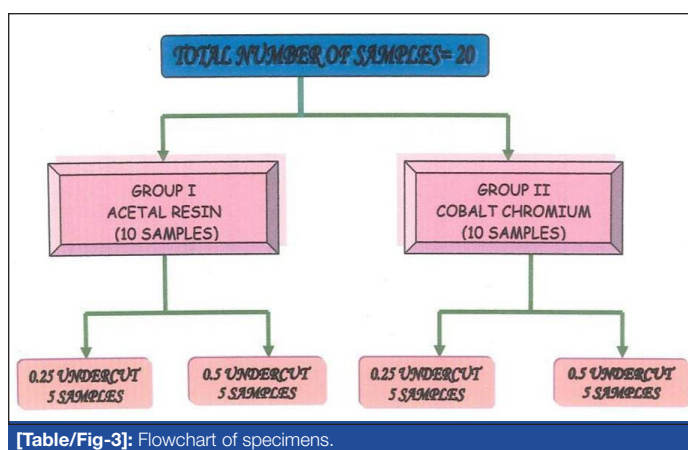 TOTAL NUMBER OF SAMPLES= 20
GROUP I
ACETAL RESIN
(10 SAMPLES)
GROUP II
COBALT CHROMIUM
(10 SAMPLES)
0.25 UNDERCUT
5 SAMPLES
0.5 UNDERCUT
5 SAMPLES
0.25 UNDERCUT
5 SAMPLES
0.5 UNDERCUT
5 SAMPLES
[Table/Fig-3]: Flowchart of specimens.